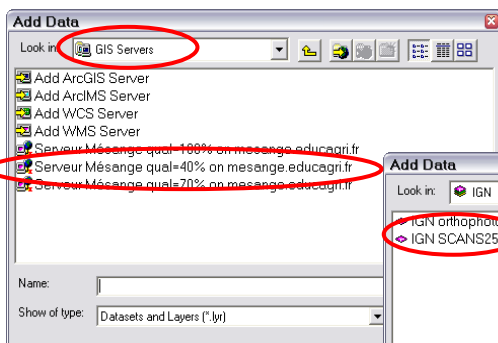 Add Data
Look in: GIS Servers
Add ArcGIS Server
Add ArcIMS Server
Add WCS Server
Add WMS Server
Serveur Mésange qual=100% on mesange.educagri.fr
Serveur Mésange qual=40% on mesange.educagri.fr
Serveur Mésange qual=70% on mesange.educagri.fr
Name:
Show of type: Datasets and Layers (*.lyr)
Add Data
Look in: IGN
IGN orthophoto
IGN SCANS25